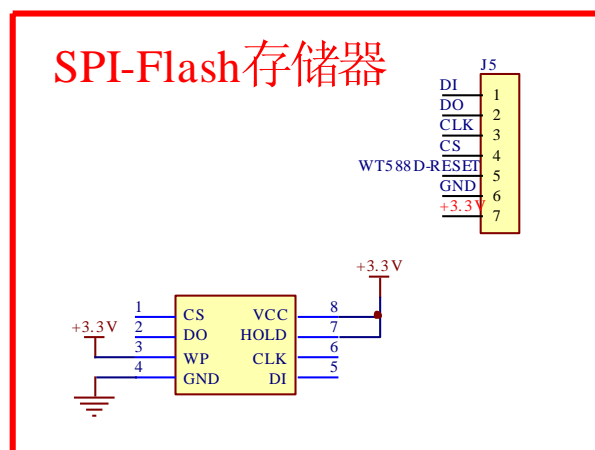 SPI-Flash存储器
J5
DI 1
DO 2
CLK 3
CS 4
WT588D-RESET 5
GND 6
+3.3V 7
+3.3V
1 CS VCC 8
+3.3V
2 DO HOLD 7
3 WP CLK 6
4 GND DI 5